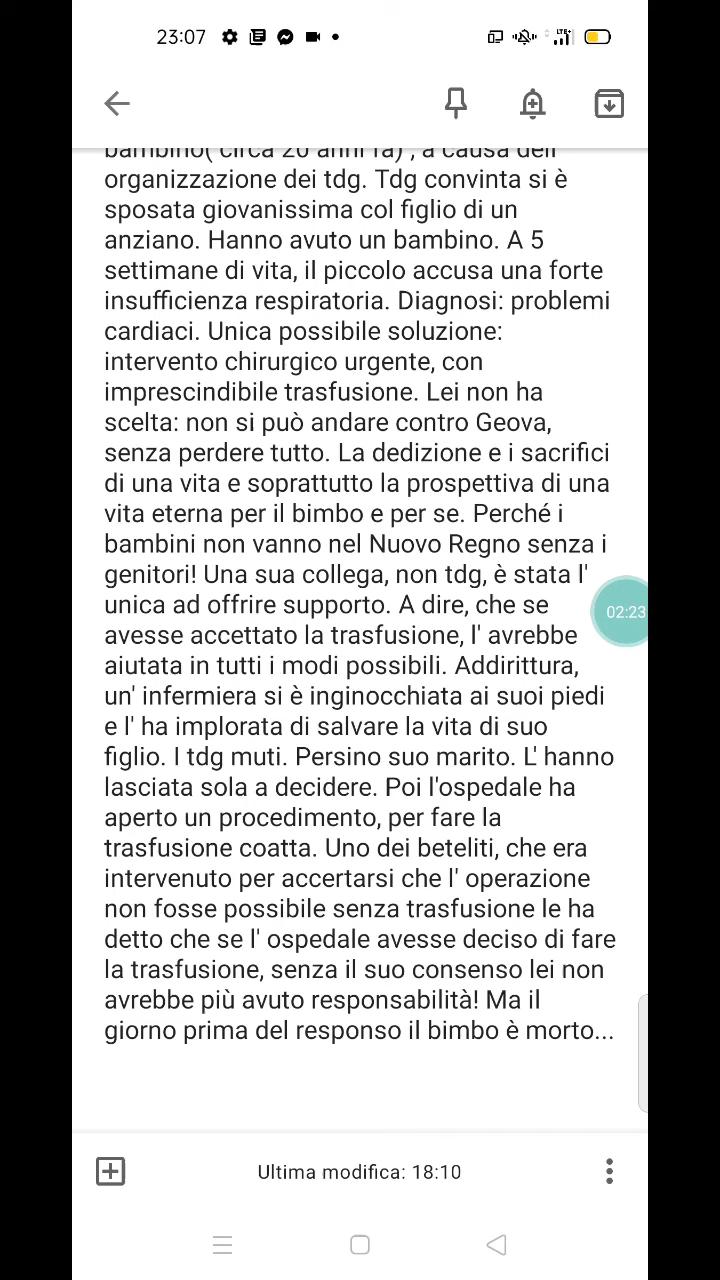 23:07
bambino( circa 20 anni fa) , a causa dell'
organizzazione dei tdg. Tdg convinta si è
sposata giovanissima col figlio di un
anziano. Hanno avuto un bambino. A 5
settimane di vita, il piccolo accusa una forte
insufficienza respiratoria. Diagnosi: problemi
cardiaci. Unica possibile soluzione:
intervento chirurgico urgente, con
imprescindibile trasfusione. Lei non ha
scelta: non si può andare contro Geova,
senza perdere tutto. La dedizione e i sacrifici
di una vita e soprattutto la prospettiva di una
vita eterna per il bimbo e per se. Perché i
bambini non vanno nel Nuovo Regno senza i
genitori! Una sua collega, non tdg, è stata l'
unica ad offrire supporto. A dire, che se
02:23
avesse accettato la trasfusione, l' avrebbe
aiutata in tutti i modi possibili. Addirittura,
un' infermiera si è inginocchiata ai suoi piedi
e l' ha implorata di salvare la vita di suo
figlio. I tdg muti. Persino suo marito. L' hanno
lasciata sola a decidere. Poi l'ospedale ha
aperto un procedimento, per fare la
trasfusione coatta. Uno dei beteliti, che era
intervenuto per accertarsi che l' operazione
non fosse possibile senza trasfusione le ha
detto che se l' ospedale avesse deciso di fare
la trasfusione, senza il suo consenso lei non
avrebbe più avuto responsabilità! Ma il
giorno prima del responso il bimbo è morto...
Ultima modifica: 18:10